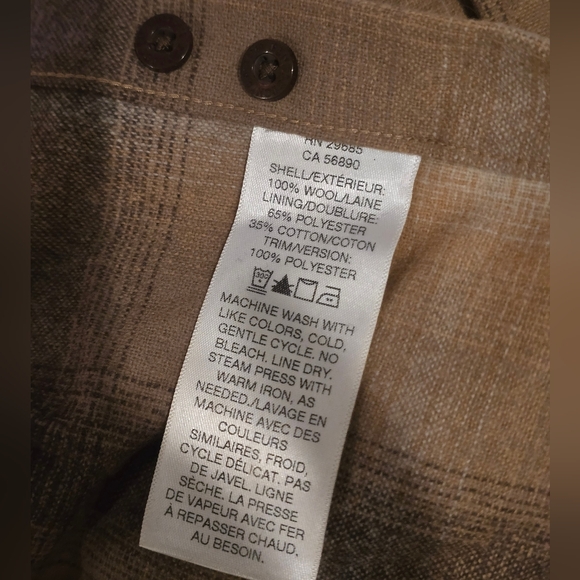 RN 29685
CA 56890
SHELL/EXTÉRIEUR:
100% WOOL/LAINE
LINING/DOUBLURE:
65% POLYESTER
35% COTTON/COTON
TRIM/VERSION:
100% POLYESTER
MACHINE WASH WITH
LIKE COLORS, COLD,
GENTLE CYCLE. NO
BLEACH. LINE DRY.
STEAM PRESS WITH
WARM IRON, AS
NEEDED./LAVAGE EN
MACHINE AVEC DES
COULEURS
SIMILAIRES, FROID,
CYCLE DÉLICAT. PAS
DE JAVEL. LIGNE
SÈCHE. LA PRESSE
DE VAPEUR AVEC FER
À REPASSER CHAUD,
AU BESOIN.